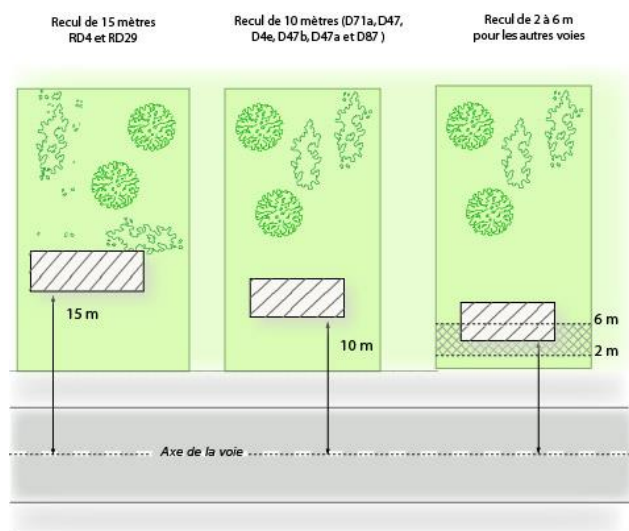 Recul de 15 mètres
RD4 et RD29
Recul de 10 mètres (D71a, D47,
D4e, D47b, D47a et D87 )
Recul de 2 à 6 m
pour les autres voies
15 m
10 m
6 m
2 m
Axe de la voie